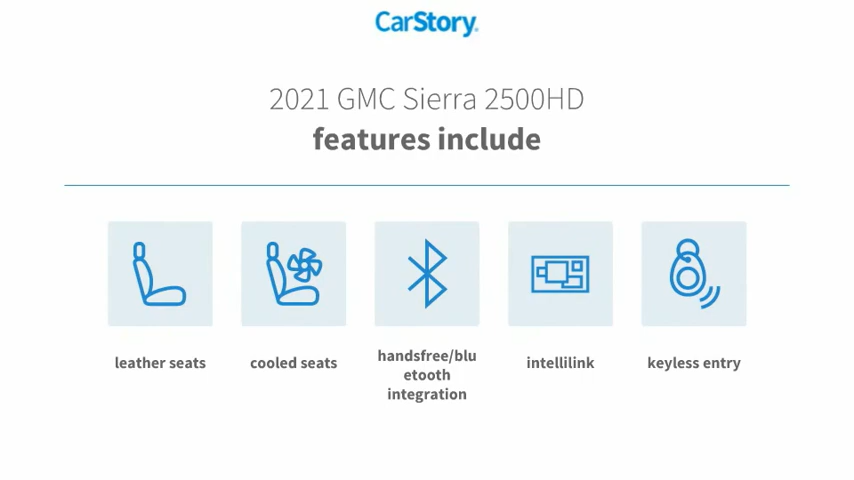 CarStory.
2021 GMC Sierra 2500HD
features include
leather seats
cooled seats
handsfree/blu
etooth
integration
intellilink
keyless entry